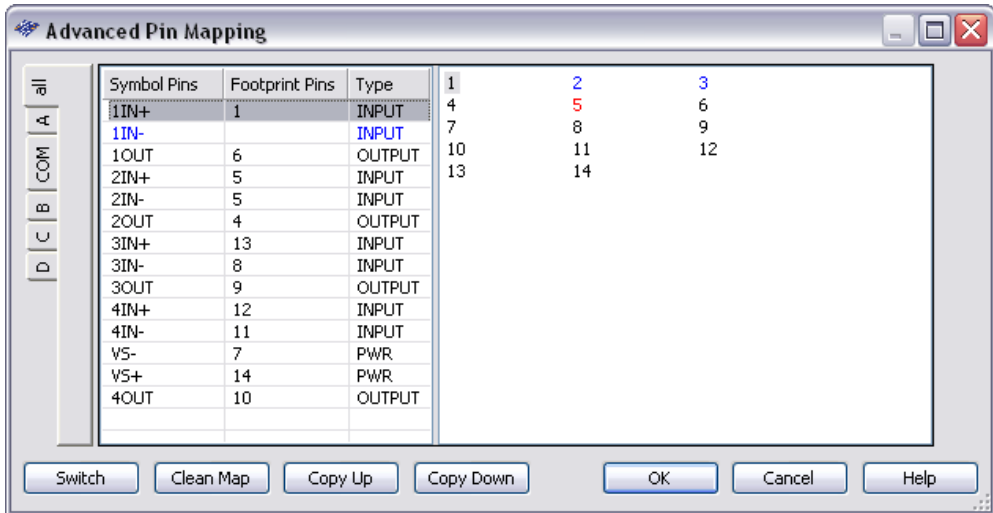 Advanced Pin Mapping
all
A
COM
B
C
D
Symbol Pins Footprint Pins Type
1IN+ 1 INPUT
1IN- INPUT
1OUT 6 OUTPUT
2IN+ 5 INPUT
2IN- 5 INPUT
2OUT 4 OUTPUT
3IN+ 13 INPUT
3IN- 8 INPUT
3OUT 9 OUTPUT
4IN+ 12 INPUT
4IN- 11 INPUT
VS- 7 PWR
VS+ 14 PWR
4OUT 10 OUTPUT
1 2 3
4 5 6
7 8 9
10 11 12
13 14
Switch Clean Map Copy Up Copy Down OK Cancel Help